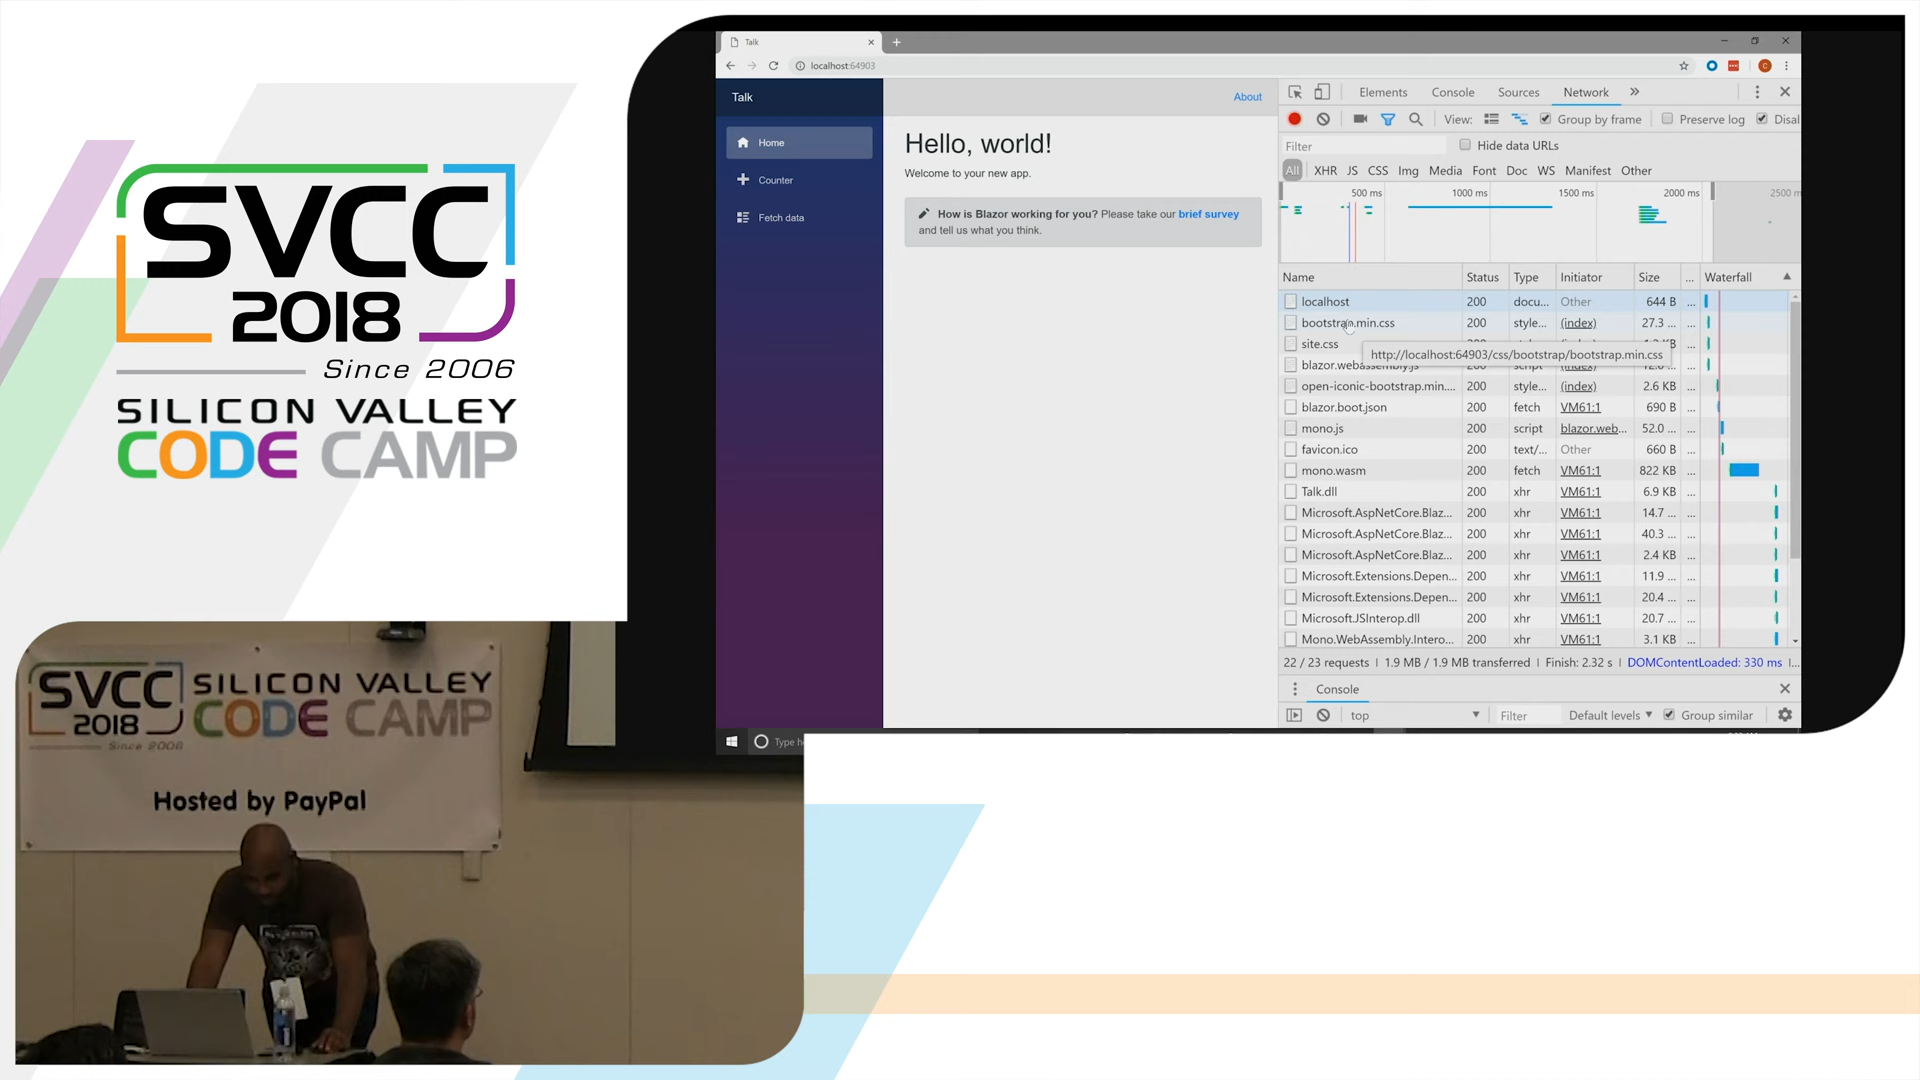 SVCC
2018
Since 2006
SILICON VALLEY
CODE CAMP
Talk
localhost:64903
Talk
About
Home
Counter
Fetch data
Hello, world!
Welcome to your new app.
How is Blazor working for you? Please take our brief survey
and tell us what you think.
Elements Console Sources Network
View: Group by frame Preserve log
Filter Hide data URLs
All XHR JS CSS Img Media Font Doc WS Manifest Other
500 ms 1000 ms 1500 ms 2000 ms 2500 m
Name Status Type Initiator Size ... Waterfall
localhost 200 docu... Other 644 B ...
bootstrap.min.css 200 style... (index) 27.3 ... ...
site.css
http://localhost:64903/css/bootstrap/bootstrap.min.css
blazor.webassembly.js 200 script (index)
open-iconic-bootstrap.min.... 200 style... (index) 2.6 KB ...
blazor.boot.json 200 fetch VM61:1 690 B ...
mono.js 200 script blazor.web... 52.0 ... ...
favicon.ico 200 text/... Other 660 B ...
mono.wasm 200 fetch VM61:1 822 KB ...
Talk.dll 200 xhr VM61:1 6.9 KB ...
Microsoft.AspNetCore.Blaz... 200 xhr VM61:1 14.7 ... ...
Microsoft.AspNetCore.Blaz... 200 xhr VM61:1 40.3 ... ...
Microsoft.AspNetCore.Blaz... 200 xhr VM61:1 2.4 KB ...
Microsoft.Extensions.Depen... 200 xhr VM61:1 11.9 ... ...
Microsoft.Extensions.Depen... 200 xhr VM61:1 20.4 ... ...
Microsoft.JSInterop.dll 200 xhr VM61:1 20.7 ... ...
Mono.WebAssembly.Intero... 200 xhr VM61:1 3.1 KB ...
22 / 23 requests | 1.9 MB / 1.9 MB transferred | Finish: 2.32 s | DOMContentLoaded: 330 ms |...
Console
top Filter Default levels Group similar
Type h
SVCC
2018
Since 2006
SILICON VALLEY
CODE CAMP
Hosted by PayPal